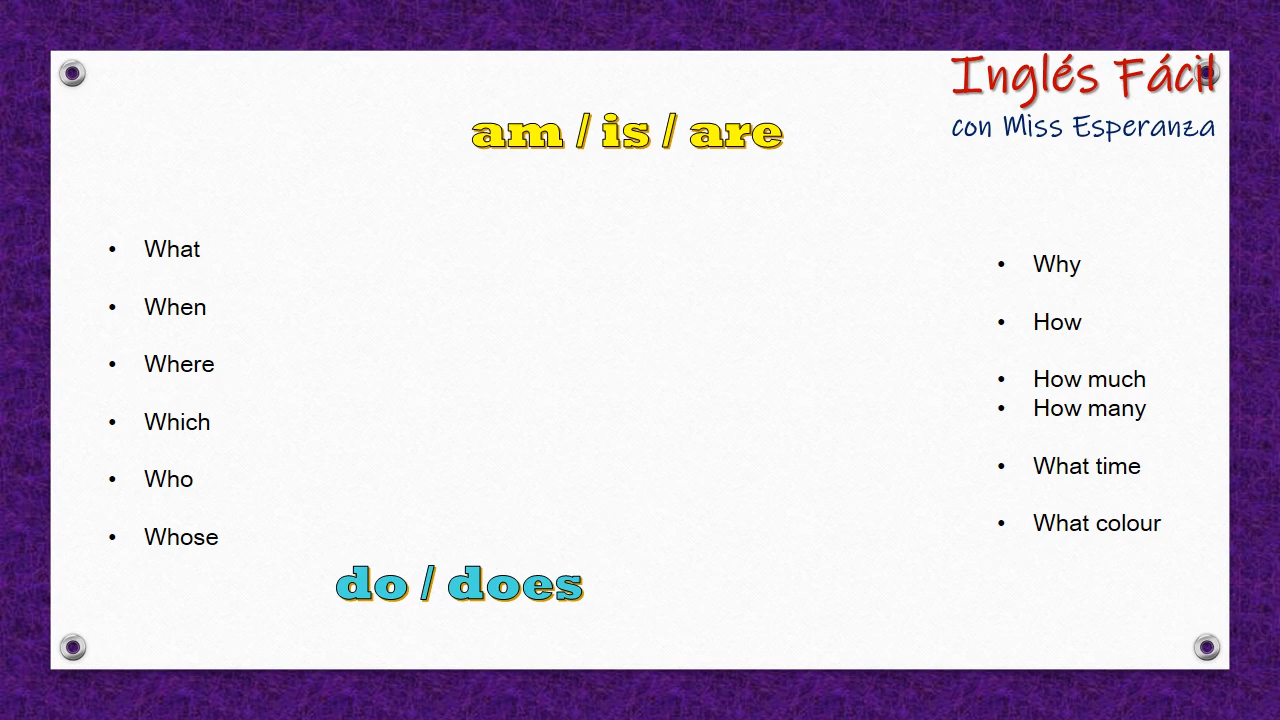 Inglés Fácil
con Miss Esperanza
am / is / are
• What
• When
• Where
• Which
• Who
• Whose
• Why
• How
• How much
• How many
• What time
• What colour
do / does